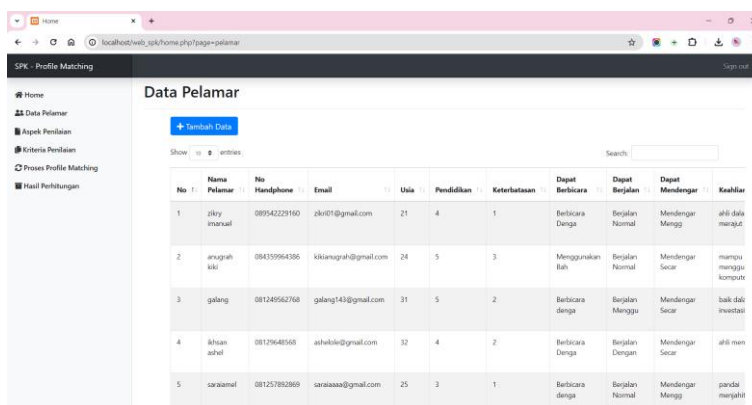 Home
localhost/web_spk/home.php?page=pelamar
SPK - Profile Matching
Sign out
Home
Data Pelamar
Aspek Penilaian
Kriteria Penilaian
Proses Profile Matching
Hasil Perhitungan
Data Pelamar
+ Tambah Data
Show 10 entries
Search:
No Nama Pelamar No Handphone Email Usia Pendidikan Keterbatasan Dapat Berbicara Dapat Berjalan Dapat Mendengar Keahlian
1 zikry imanuel 089542229160 zikri01@gmail.com 21 4 1 Berbicara Denga Berjalan Normal Mendengar Mengg ahli dala merajut
2 anugrah kiki 084359964386 kikianugrah@gmail.com 24 5 3 Menggunakan Bah Berjalan Normal Mendengar Secar mampu menggu kompute
3 galang 081249562768 galang143@gmail.com 31 5 2 Berbicara denga Berjalan Menggu Mendengar Secar baik dala investasi
4 ikhsan ashel 08129648568 ashelole@gmail.com 32 4 2 Berbicara Denga Berjalan Dengan Mendengar Secar ahli men
5 saraiamel 081257892869 saraiaaaa@gmail.com 25 3 1 Berbicara denga Berjalan Normal Mendengar Mengg pandai menjahit